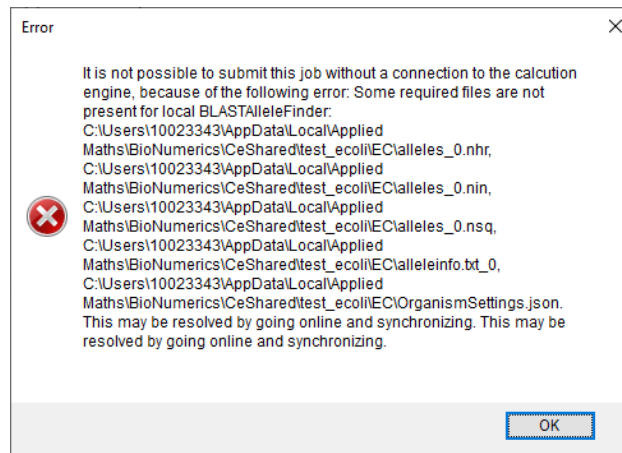 Error
It is not possible to submit this job without a connection to the calcution
engine, because of the following error: Some required files are not
present for local BLASTAlleleFinder:
C:\Users\10023343\AppData\Local\Applied
Maths\BioNumerics\CeShared\test_ecoli\EC\alleles_0.nhr,
C:\Users\10023343\AppData\Local\Applied
Maths\BioNumerics\CeShared\test_ecoli\EC\alleles_0.nin,
C:\Users\10023343\AppData\Local\Applied
Maths\BioNumerics\CeShared\test_ecoli\EC\alleles_0.nsq,
C:\Users\10023343\AppData\Local\Applied
Maths\BioNumerics\CeShared\test_ecoli\EC\alleleinfo.txt_0,
C:\Users\10023343\AppData\Local\Applied
Maths\BioNumerics\CeShared\test_ecoli\EC\OrganismSettings.json.
This may be resolved by going online and synchronizing. This may be
resolved by going online and synchronizing.
OK